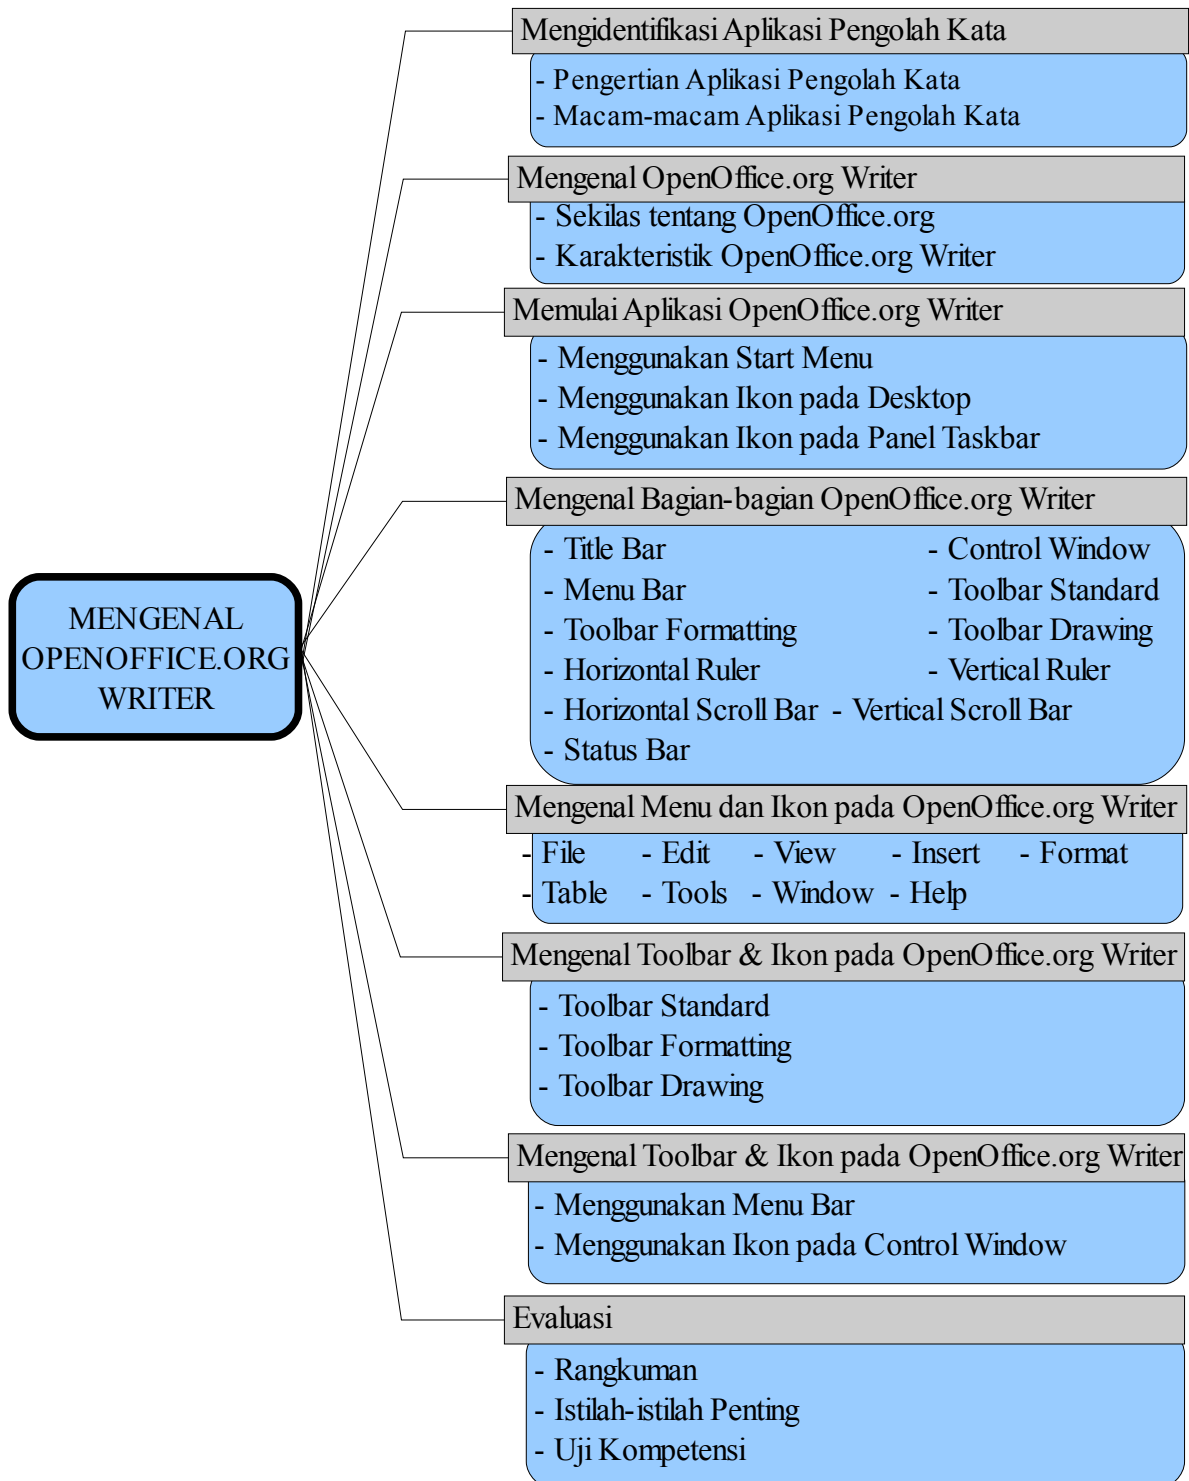 Mengidentifikasi Aplikasi Pengolah Kata
- Pengertian Aplikasi Pengolah Kata
- Macam-macam Aplikasi Pengolah Kata
Mengenal OpenOffice.org Writer
- Sekilas tentang OpenOffice.org
- Karakteristik OpenOffice.org Writer
Memulai Aplikasi OpenOffice.org Writer
- Menggunakan Start Menu
- Menggunakan Ikon pada Desktop
- Menggunakan Ikon pada Panel Taskbar
Mengenal Bagian-bagian OpenOffice.org Writer
- Title Bar - Control Window
- Menu Bar - Toolbar Standard
- Toolbar Formatting - Toolbar Drawing
- Horizontal Ruler - Vertical Ruler
- Horizontal Scroll Bar - Vertical Scroll Bar
- Status Bar
MENGENAL
OPENOFFICE.ORG
WRITER
Mengenal Menu dan Ikon pada OpenOffice.org Writer
- File - Edit - View - Insert - Format
- Table - Tools - Window - Help
Mengenal Toolbar & Ikon pada OpenOffice.org Writer
- Toolbar Standard
- Toolbar Formatting
- Toolbar Drawing
Mengenal Toolbar & Ikon pada OpenOffice.org Writer
- Menggunakan Menu Bar
- Menggunakan Ikon pada Control Window
Evaluasi
- Rangkuman
- Istilah-istilah Penting
- Uji Kompetensi